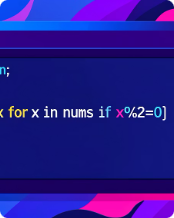 n;
x for x in nums if x%2=0]